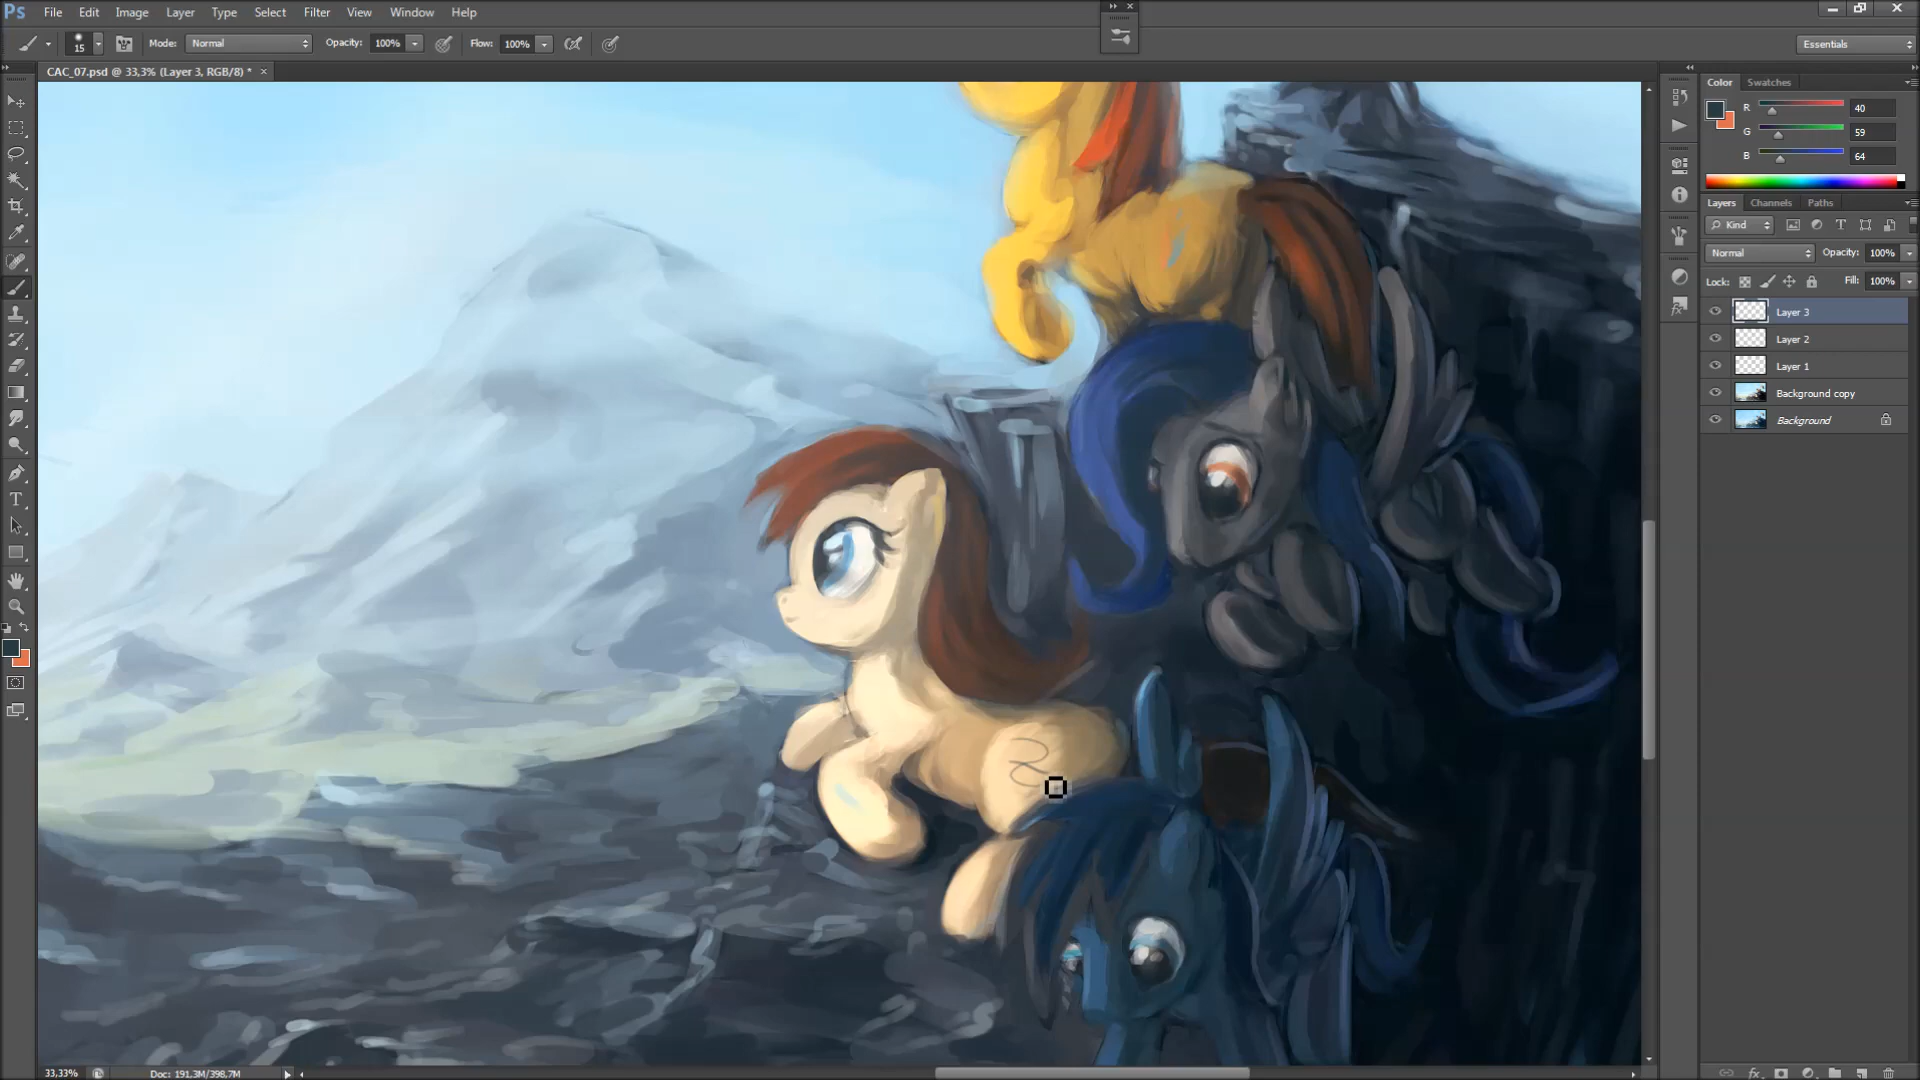 Ps File Edit Image Layer Type Select Filter View Window Help
15 Mode: Normal Opacity: 100% Flow: 100% Essentials
CAC_07.psd @ 33,3% (Layer 3, RGB/8) * ×
Color Swatches
R 40
G 59
B 64
Layers Channels Paths
Kind
Normal Opacity: 100%
Lock: Fill: 100%
Layer 3
Layer 2
Layer 1
Background copy
Background
33,33% Doc: 191,3M/398,7M